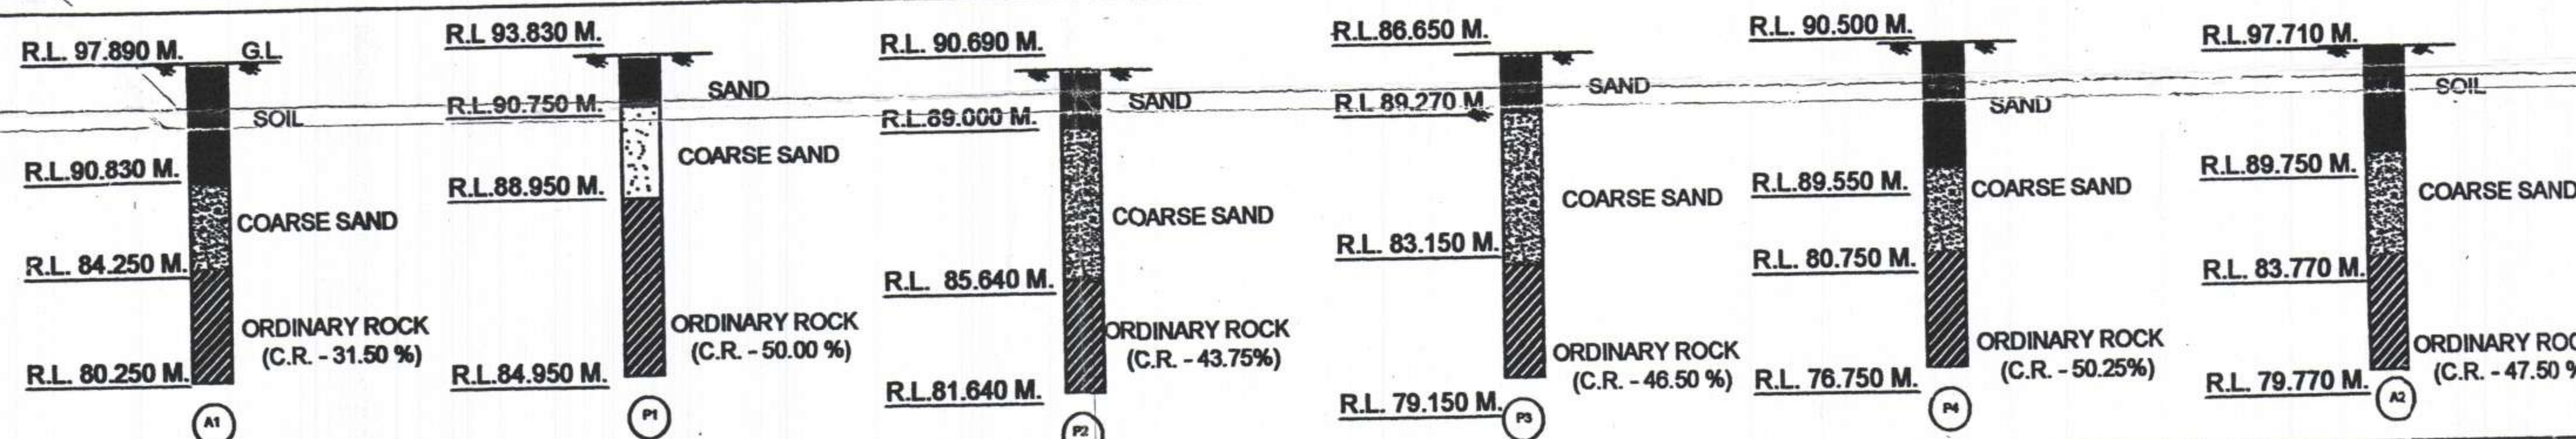 R.L. 97.890 M.
G.L
SOIL
R.L.90.830 M.
COARSE SAND
R.L. 84.250 M.
ORDINARY ROCK
(C.R. - 31.50 %)
R.L. 80.250 M.
A1
R.L 93.830 M.
SAND
R.L.90.750 M.
COARSE SAND
R.L.88.950 M.
ORDINARY ROCK
(C.R. - 50.00 %)
R.L.84.950 M.
P1
R.L. 90.690 M.
SAND
R.L.89.000 M.
COARSE SAND
R.L. 85.640 M.
ORDINARY ROCK
(C.R. - 43.75%)
R.L.81.640 M.
P2
R.L.86.650 M.
SAND
R.L 89.270 M
COARSE SAND
R.L. 83.150 M.
ORDINARY ROCK
(C.R. - 46.50 %)
R.L. 79.150 M.
P3
R.L. 90.500 M.
SAND
R.L.89.550 M.
COARSE SAND
R.L. 80.750 M.
ORDINARY ROCK
(C.R. - 50.25%)
R.L. 76.750 M.
P4
R.L.97.710 M.
SOIL
R.L.89.750 M.
COARSE SAND
R.L. 83.770 M.
ORDINARY ROC
(C.R. - 47.50 %
R.L. 79.770 M.
A2